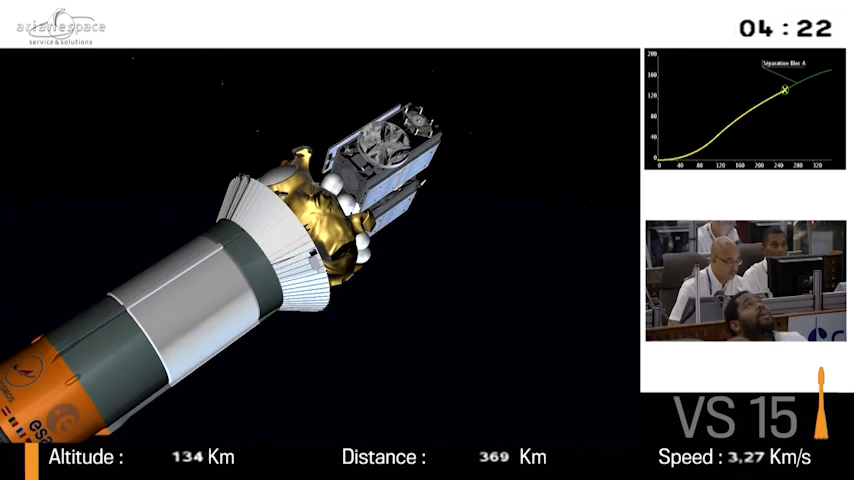 arianespace
service & solutions
04 : 22
200
Séparation Bloc A
160
120
80
40
0
0 40 80 120 160 200 240 280 320
esa
VS 15
Altitude : 134 Km Distance : 369 Km Speed : 3,27 Km/s